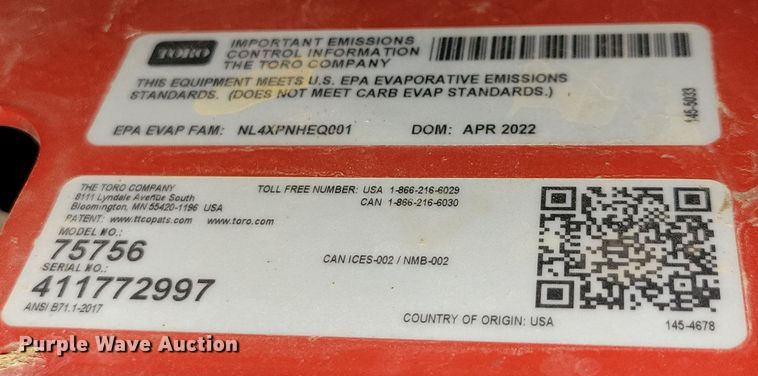 TORO
IMPORTANT EMISSIONS
CONTROL INFORMATION
THE TORO COMPANY
THIS EQUIPMENT MEETS U.S. EPA EVAPORATIVE EMISSIONS
STANDARDS. (DOES NOT MEET CARB EVAP STANDARDS.)
EPA EVAP FAM: NL4XPNHEQ001 DOM: APR 2022
145-5033
THE TORO COMPANY
8111 Lyndale Avenue South
Bloomington, MN 55420-1196 USA
PATENT: www.ttcopats.com www.toro.com
TOLL FREE NUMBER: USA 1-866-216-6029
CAN 1-866-216-6030
MODEL NO.:
75756
SERIAL NO.:
411772997
ANSI B71.1-2017
CAN ICES-002 / NMB-002
COUNTRY OF ORIGIN: USA
145-4678
Purple Wave Auction